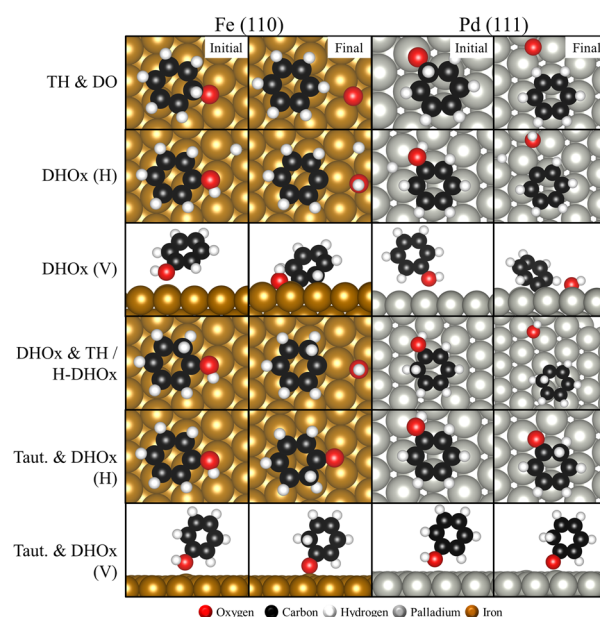 Fe (110) Pd (111)
Initial Final Initial Final
TH & DO
DHOx (H)
DHOx (V)
DHOx & TH /
H-DHOx
Taut. & DHOx
(H)
Taut. & DHOx
(V)
Oxygen Carbon Hydrogen Palladium Iron